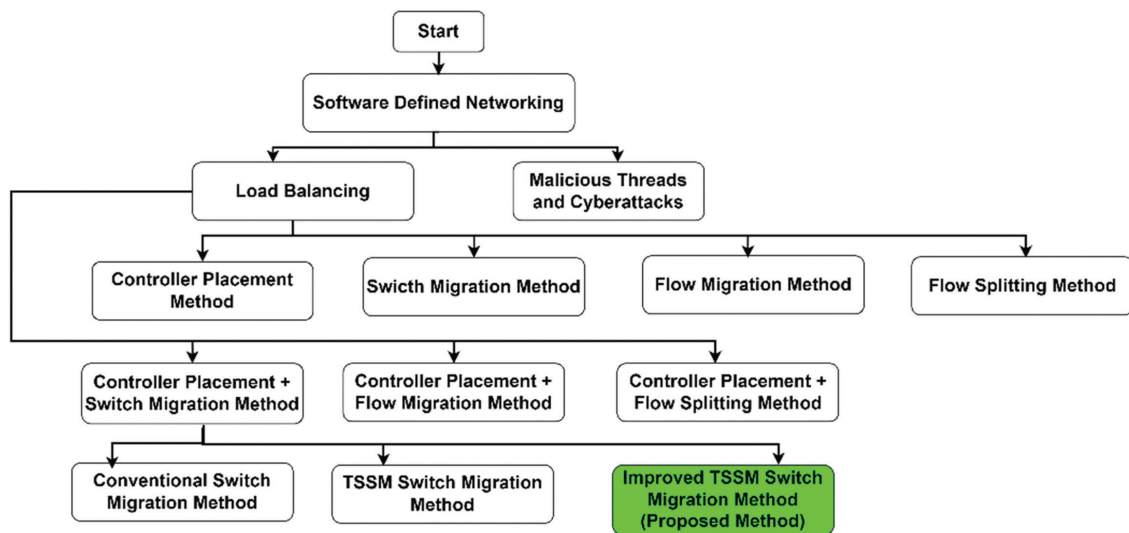 Start
Software Defined Networking
Load Balancing
Malicious Threads
and Cyberattacks
Controller Placement
Method
Swicth Migration Method
Flow Migration Method
Flow Splitting Method
Controller Placement +
Switch Migration Method
Controller Placement +
Flow Migration Method
Controller Placement +
Flow Splitting Method
Conventional Switch
Migration Method
TSSM Switch Migration
Method
Improved TSSM Switch
Migration Method
(Proposed Method)